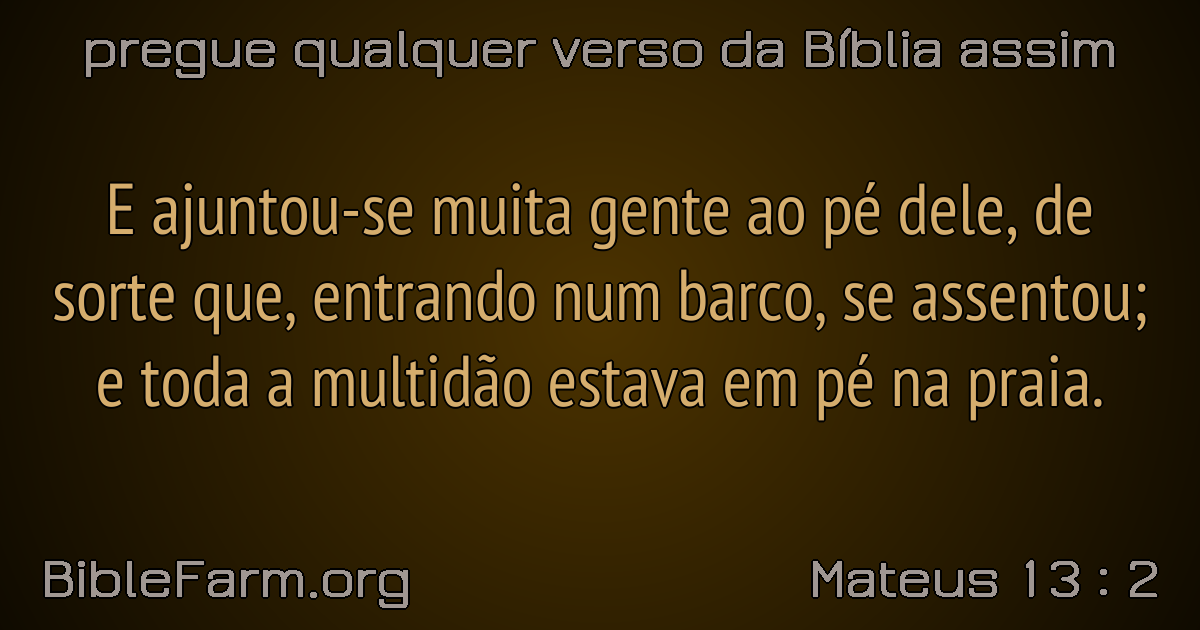 pregue qualquer verso da Bíblia assim
E ajuntou-se muita gente ao pé dele, de
sorte que, entrando num barco, se assentou;
e toda a multidão estava em pé na praia.
BibleFarm.org
Mateus 13 : 2